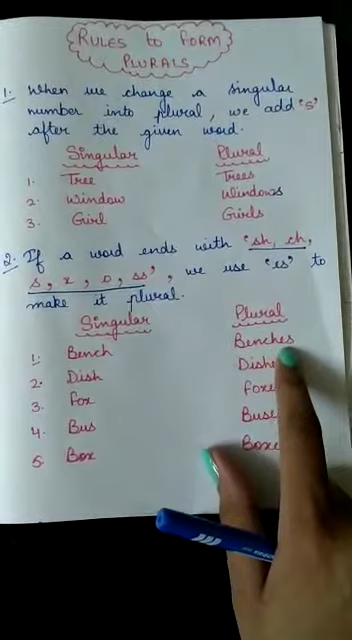 RULES to FORM
PLURALS
1. When we change a singular
number into plural, we add 's'
after the given word.
Singular Plural
1. Tree Trees
2. Window Windows
3. Girl Girls
2. If a word ends with 'sh, ch,
s, x, o, ss', we use 'es' to
make it plural.
Singular Plural
1. Bench Benches
2. Dish Dishe
3. Fox Foxe
4. Bus Buse
5. Box Boxe